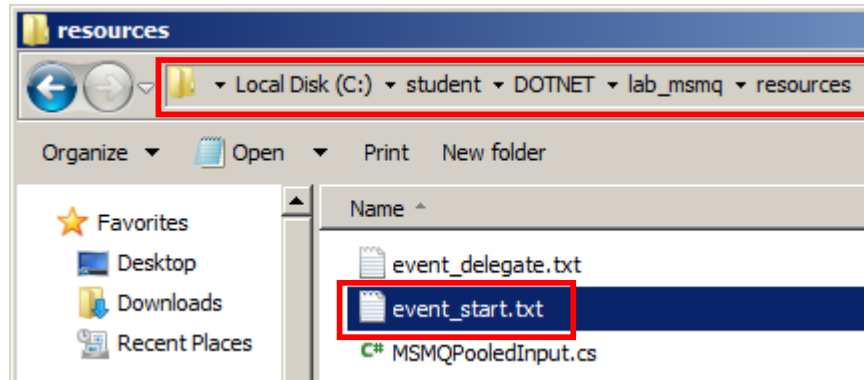 resources
Local Disk (C:) student DOTNET lab_msmq resources
Organize Open Print New folder
Favorites
Desktop
Downloads
Recent Places
Name
event_delegate.txt
event_start.txt
C# MSMQPooledInput.cs